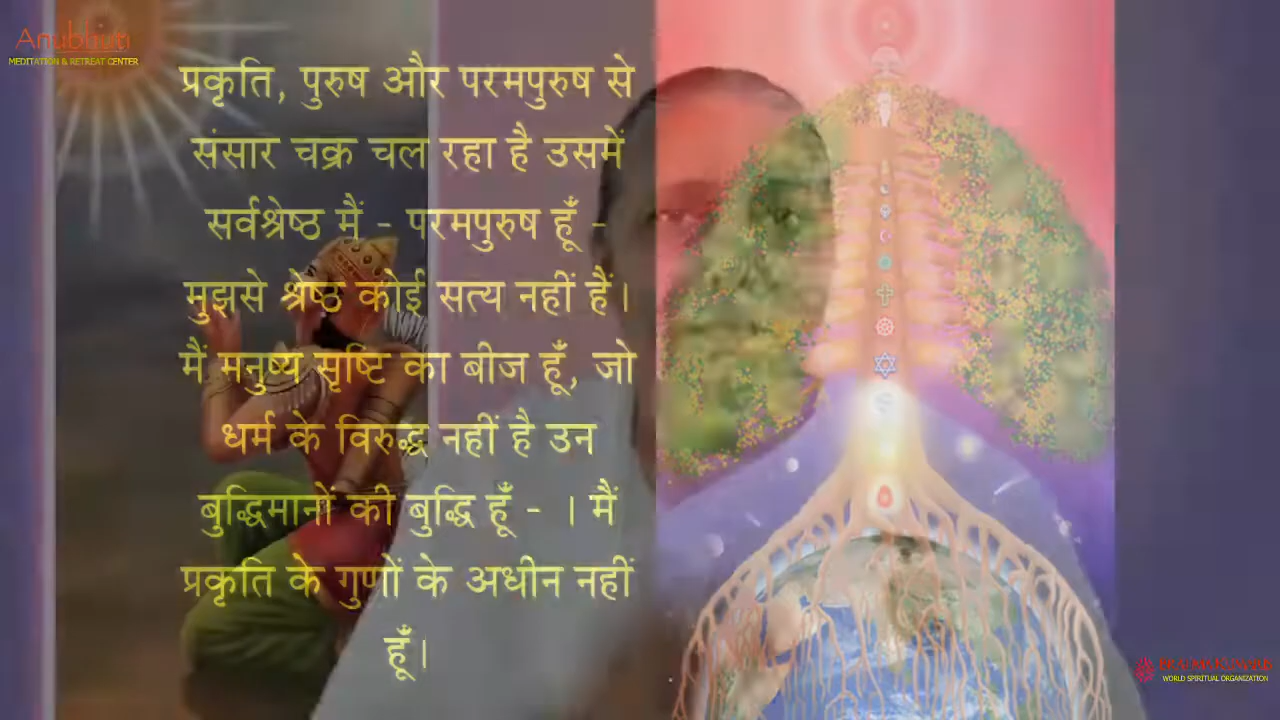 Anubhuti
MEDITATION & RETREAT CENTER
प्रकृति, पुरुष और परमपुरुष से
संसार चक्र चल रहा है उसमें
सर्वश्रेष्ठ मैं - परमपुरुष हूँ -
मुझसे श्रेष्ठ कोई सत्य नहीं हैं।
मैं मनुष्य सृष्टि का बीज हूँ, जो
धर्म के विरुद्ध नहीं है उन
बुद्धिमानों की बुद्धि हूँ - । मैं
प्रकृति के गुणों के अधीन नहीं
हूँ।
BRAHMA KUMARIS
WORLD SPIRITUAL ORGANIZATION